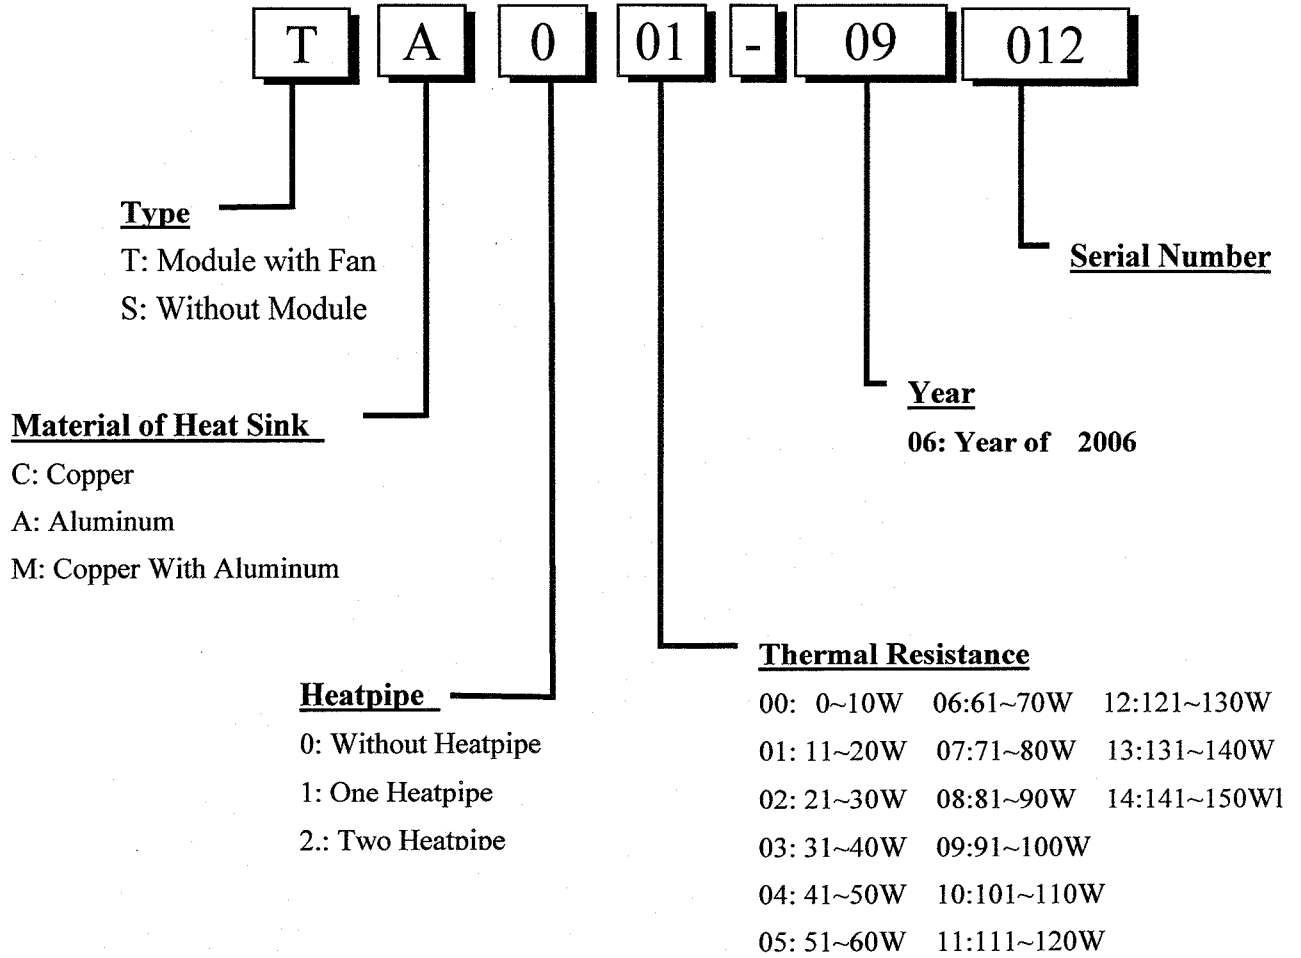 T A 0 01 - 09 012
Type
T: Module with Fan
S: Without Module
Serial Number
Material of Heat Sink
C: Copper
A: Aluminum
M: Copper With Aluminum
Year
06: Year of 2006
Heatpipe
0: Without Heatpipe
1: One Heatpipe
2.: Two Heatpipe
Thermal Resistance
00: 0~10W 06:61~70W 12:121~130W
01: 11~20W 07:71~80W 13:131~140W
02: 21~30W 08:81~90W 14:141~150Wl
03: 31~40W 09:91~100W
04: 41~50W 10:101~110W
05: 51~60W 11:111~120W